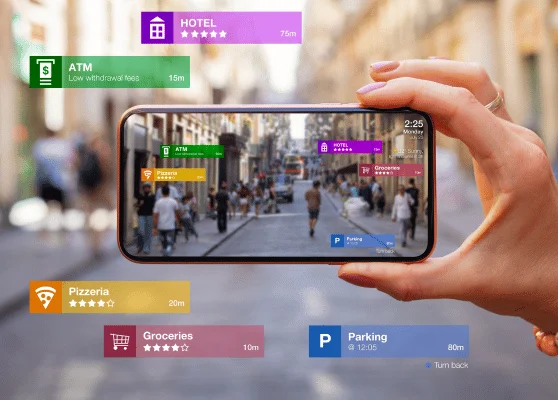 HOTEL
75m
ATM
Low withdrawal fees 15m
2:25
Monday
ATM
HOTEL
Pizzeria
Groceries
Parking
Pizzeria
20m
Groceries
10m
P Parking
@ 12:05 80m
Turn back